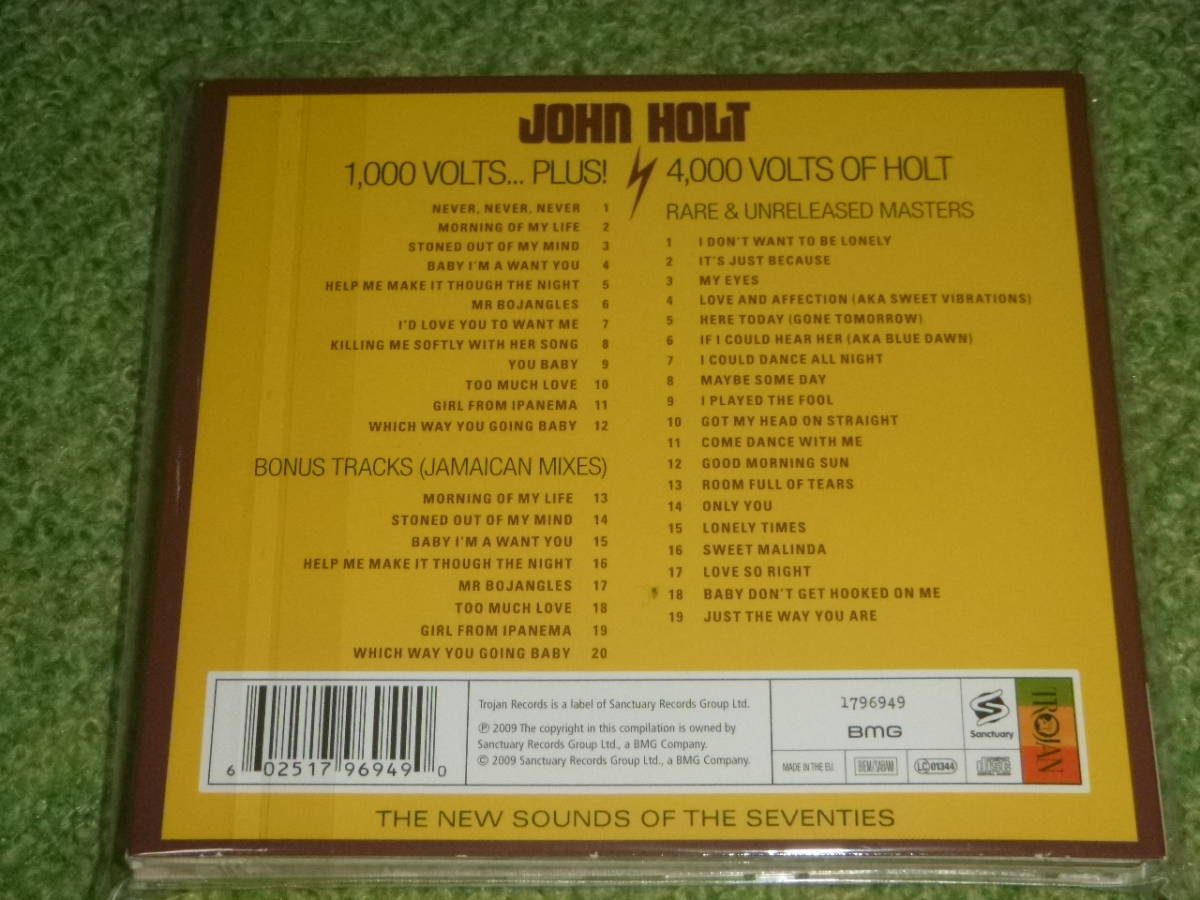 JOHN HOLT
1,000 VOLTS... PLUS!
NEVER, NEVER, NEVER 1
MORNING OF MY LIFE 2
STONED OUT OF MY MIND 3
BABY I'M A WANT YOU 4
HELP ME MAKE IT THOUGH THE NIGHT 5
MR BOJANGLES 6
I'D LOVE YOU TO WANT ME 7
KILLING ME SOFTLY WITH HER SONG 8
YOU BABY 9
TOO MUCH LOVE 10
GIRL FROM IPANEMA 11
WHICH WAY YOU GOING BABY 12
BONUS TRACKS (JAMAICAN MIXES)
MORNING OF MY LIFE 13
STONED OUT OF MY MIND 14
BABY I'M A WANT YOU 15
HELP ME MAKE IT THOUGH THE NIGHT 16
MR BOJANGLES 17
TOO MUCH LOVE 18
GIRL FROM IPANEMA 19
WHICH WAY YOU GOING BABY 20
4,000 VOLTS OF HOLT
RARE & UNRELEASED MASTERS
1 I DON'T WANT TO BE LONELY
2 IT'S JUST BECAUSE
3 MY EYES
4 LOVE AND AFFECTION (AKA SWEET VIBRATIONS)
5 HERE TODAY (GONE TOMORROW)
6 IF I COULD HEAR HER (AKA BLUE DAWN)
7 I COULD DANCE ALL NIGHT
8 MAYBE SOME DAY
9 I PLAYED THE FOOL
10 GOT MY HEAD ON STRAIGHT
11 COME DANCE WITH ME
12 GOOD MORNING SUN
13 ROOM FULL OF TEARS
14 ONLY YOU
15 LONELY TIMES
16 SWEET MALINDA
17 LOVE SO RIGHT
18 BABY DON'T GET HOOKED ON ME
19 JUST THE WAY YOU ARE
6 02517 96949 0
Trojan Records is a label of Sanctuary Records Group Ltd.
℗ 2009 The copyright in this compilation is owned by
Sanctuary Records Group Ltd., a BMG Company.
© 2009 Sanctuary Records Group Ltd., a BMG Company.
1796949
BMG
MADE IN THE EU.
BIEM/SABAM
LC 01344
Sanctuary
TROJAN
THE NEW SOUNDS OF THE SEVENTIES